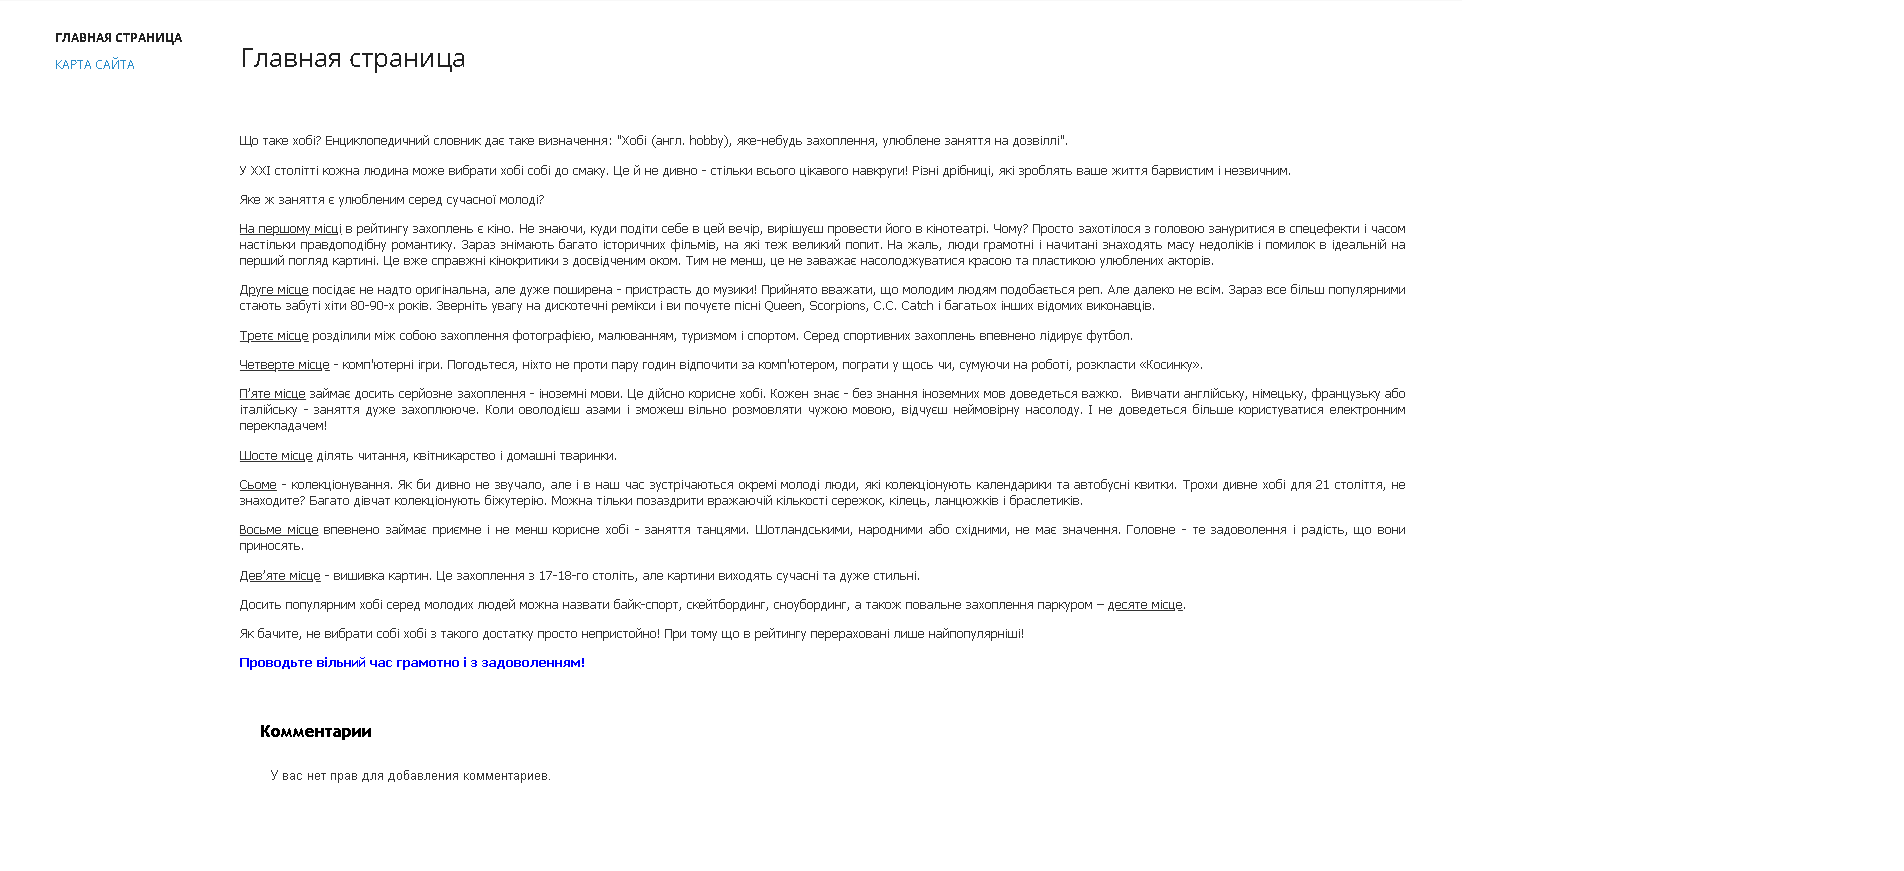 ГЛАВНАЯ СТРАНИЦА
КАРТА САЙТА
Главная страница
Що таке хобі? Енциклопедичний словник дає таке визначення: "Хобі (англ. hobby), яке-небудь захоплення, улюблене заняття на дозвіллі".
У XXI столітті кожна людина може вибрати хобі собі до смаку. Це й не дивно - стільки всього цікавого навкруги! Різні дрібниці, які зроблять ваше життя барвистим і незвичним.
Яке ж заняття є улюбленим серед сучасної молоді?
На першому місці в рейтингу захоплень є кіно. Не знаючи, куди подіти себе в цей вечір, вирішуєш провести його в кінотеатрі. Чому? Просто захотілося з головою зануритися в спецефекти і часом
настільки правдоподібну романтику. Зараз знімають багато історичних фільмів, на які теж великий попит. На жаль, люди грамотні і начитані знаходять масу недоліків і помилок в ідеальній на
перший погляд картині. Це вже справжні кінокритики з досвідченим оком. Тим не менш, це не заважає насолоджуватися красою та пластикою улюблених акторів.
Друге місце посідає не надто оригінальна, але дуже поширена - пристрасть до музики! Прийнято вважати, що молодим людям подобається реп. Але далеко не всім. Зараз все більш популярними
стають забуті хіти 80-90-х років. Зверніть увагу на дискотечні ремікси і ви почуєте пісні Queen, Scorpions, C.C. Catch і багатьох інших відомих виконавців.
Третє місце розділили між собою захоплення фотографією, малюванням, туризмом і спортом. Серед спортивних захоплень впевнено лідирує футбол.
Четверте місце - комп'ютерні ігри. Погодьтеся, ніхто не проти пару годин відпочити за комп'ютером, пограти у щось чи, сумуючи на роботі, розкласти «Косинку».
П'яте місце займає досить серйозне захоплення - іноземні мови. Це дійсно корисне хобі. Кожен знає - без знання іноземних мов доведеться важко. Вивчати англійську, німецьку, французьку або
італійську - заняття дуже захоплююче. Коли оволодієш азами і зможеш вільно розмовляти чужою мовою, відчуєш неймовірну насолоду. І не доведеться більше користуватися електронним
перекладачем!
Шосте місце ділять читання, квітникарство і домашні тваринки.
Сьоме - колекціонування. Як би дивно не звучало, але і в наш час зустрічаються окремі молоді люди, які колекціонують календарики та автобусні квитки. Трохи дивне хобі для 21 століття, не
знаходите? Багато дівчат колекціонують біжутерію. Можна тільки позаздрити вражаючій кількості сережок, кілець, ланцюжків і браслетиків.
Восьме місце впевнено займає приємне і не менш корисне хобі - заняття танцями. Шотландськими, народними або східними, не має значення. Головне - те задоволення і радість, що вони
приносять.
Дев'яте місце - вишивка картин. Це захоплення з 17-18-го століть, але картини виходять сучасні та дуже стильні.
Досить популярним хобі серед молодих людей можна назвати байк-спорт, скейтбординг, сноубординг, а також повальне захоплення паркуром – десяте місце.
Як бачите, не вибрати собі хобі з такого достатку просто непристойно! При тому що в рейтингу перераховані лише найпопулярніші!
Проводьте вільний час грамотно і з задоволенням!
Комментарии
У вас нет прав для добавления комментариев.